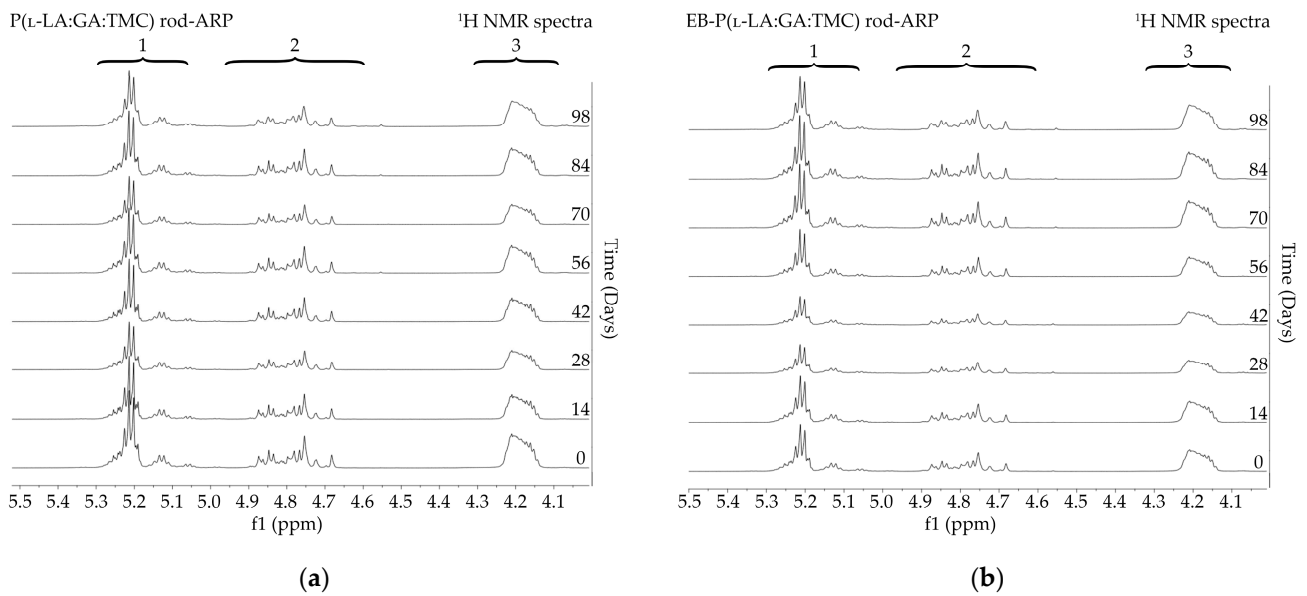 P(L-LA:GA:TMC) rod-ARP ¹H NMR spectra
1 2 3
98
84
70
56
42
28
14
0
Time (Days)
5.5 5.4 5.3 5.2 5.1 5.0 4.9 4.8 4.7 4.6 4.5 4.4 4.3 4.2 4.1
f1 (ppm)
(a)
EB-P(L-LA:GA:TMC) rod-ARP ¹H NMR spectra
1 2 3
98
84
70
56
42
28
14
0
Time (Days)
5.5 5.4 5.3 5.2 5.1 5.0 4.9 4.8 4.7 4.6 4.5 4.4 4.3 4.2 4.1
f1 (ppm)
(b)